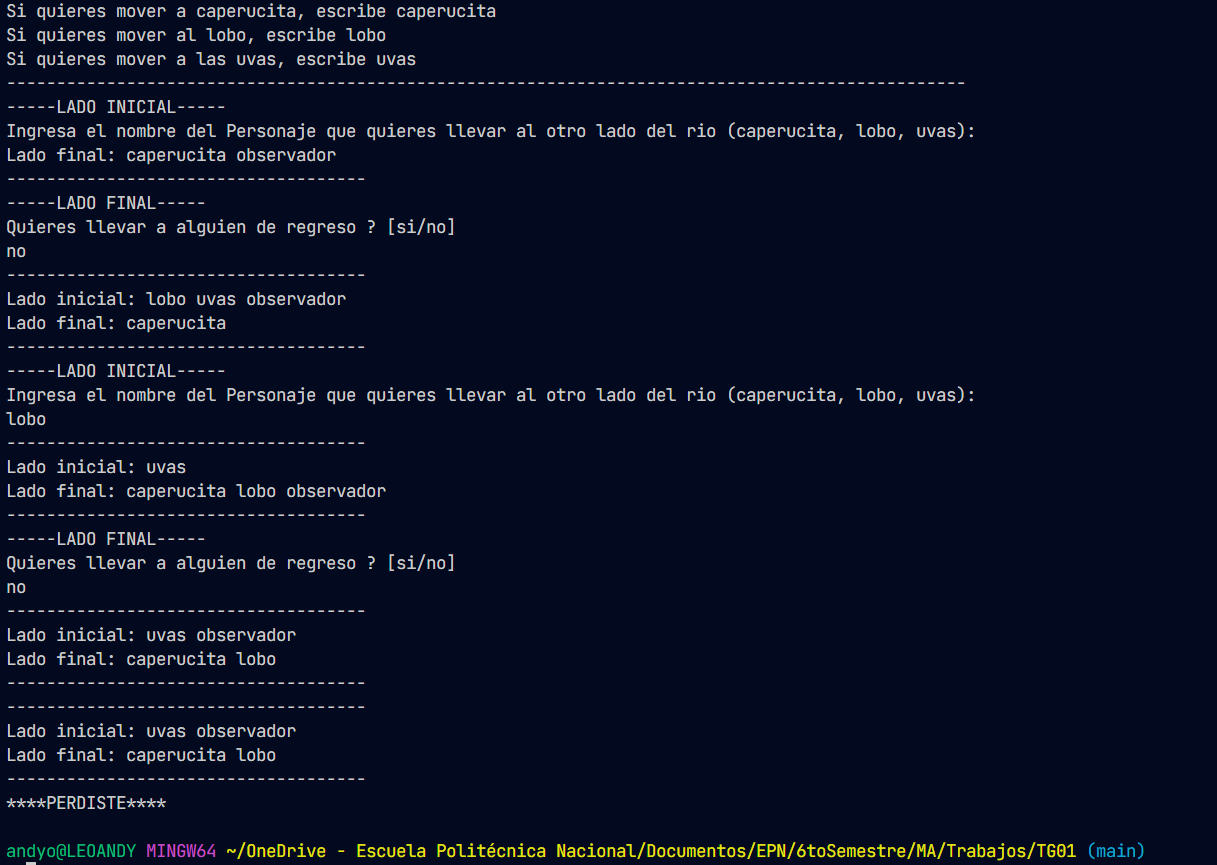 Si quieres mover a caperucita, escribe caperucita
Si quieres mover al lobo, escribe lobo
Si quieres mover a las uvas, escribe uvas
------------------------------------------------------------------------------------------------
-----LADO INICIAL-----
Ingresa el nombre del Personaje que quieres llevar al otro lado del rio (caperucita, lobo, uvas):
Lado final: caperucita observador
------------------------------------
-----LADO FINAL-----
Quieres llevar a alguien de regreso ? [si/no]
no
------------------------------------
Lado inicial: lobo uvas observador
Lado final: caperucita
------------------------------------
-----LADO INICIAL-----
Ingresa el nombre del Personaje que quieres llevar al otro lado del rio (caperucita, lobo, uvas):
lobo
------------------------------------
Lado inicial: uvas
Lado final: caperucita lobo observador
------------------------------------
-----LADO FINAL-----
Quieres llevar a alguien de regreso ? [si/no]
no
------------------------------------
Lado inicial: uvas observador
Lado final: caperucita lobo
------------------------------------
------------------------------------
Lado inicial: uvas observador
Lado final: caperucita lobo
------------------------------------
****PERDISTE****
andyo@LEOANDY MINGW64 ~/OneDrive - Escuela Politécnica Nacional/Documentos/EPN/6toSemestre/MA/Trabajos/TG01 (main)